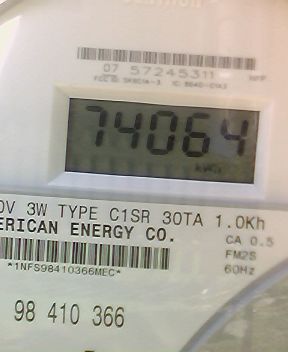 07 57245311
74064
kWh
0V 3W TYPE C1SR 30TA 1.0Kh
ERICAN ENERGY CO.
CA 0.5
FM2S
60Hz
*1NFS98410366MEC*
98 410 366